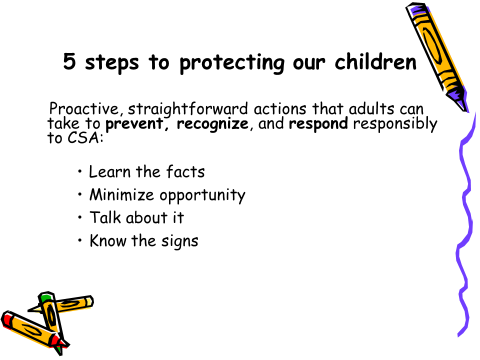 5 steps to protecting our children
Proactive, straightforward actions that adults can
take to prevent, recognize, and respond responsibly
to CSA:
• Learn the facts
• Minimize opportunity
• Talk about it
• Know the signs